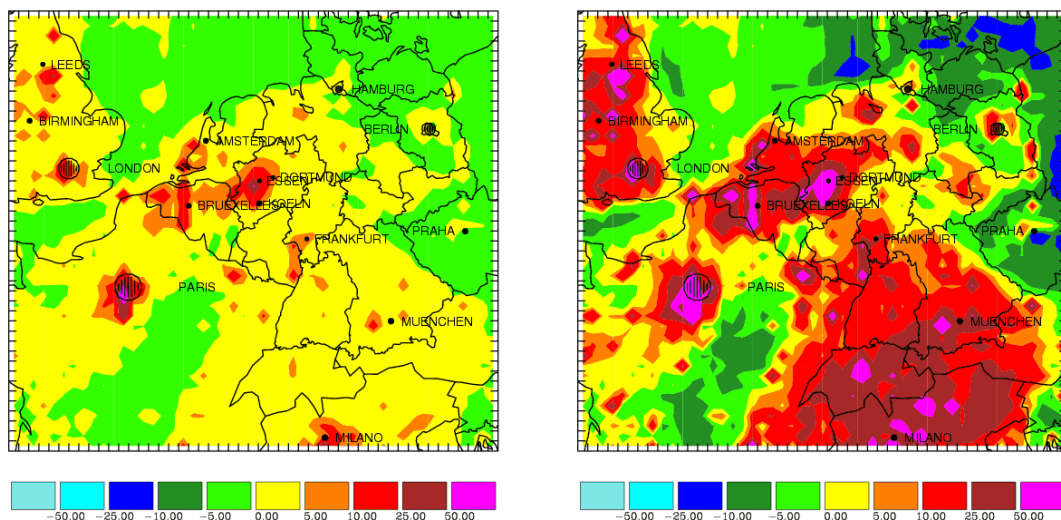 LEEDS
HAMBURG
BIRMINGHAM
BERLIN
AMSTERDAM
LONDON
DORTMUND
ESSEN
BRUEXELLES
KOELN
PRAHA
FRANKFURT
PARIS
MUENCHEN
MILANO
-50.00 -25.00 -10.00 -5.00 0.00 5.00 10.00 25.00 50.00
LEEDS
HAMBURG
BIRMINGHAM
BERLIN
AMSTERDAM
LONDON
DORTMUND
ESSEN
BRUEXELLES
KOELN
PRAHA
FRANKFURT
PARIS
MUENCHEN
MILANO
-50.00 -25.00 -10.00 -5.00 0.00 5.00 10.00 25.00 50.00